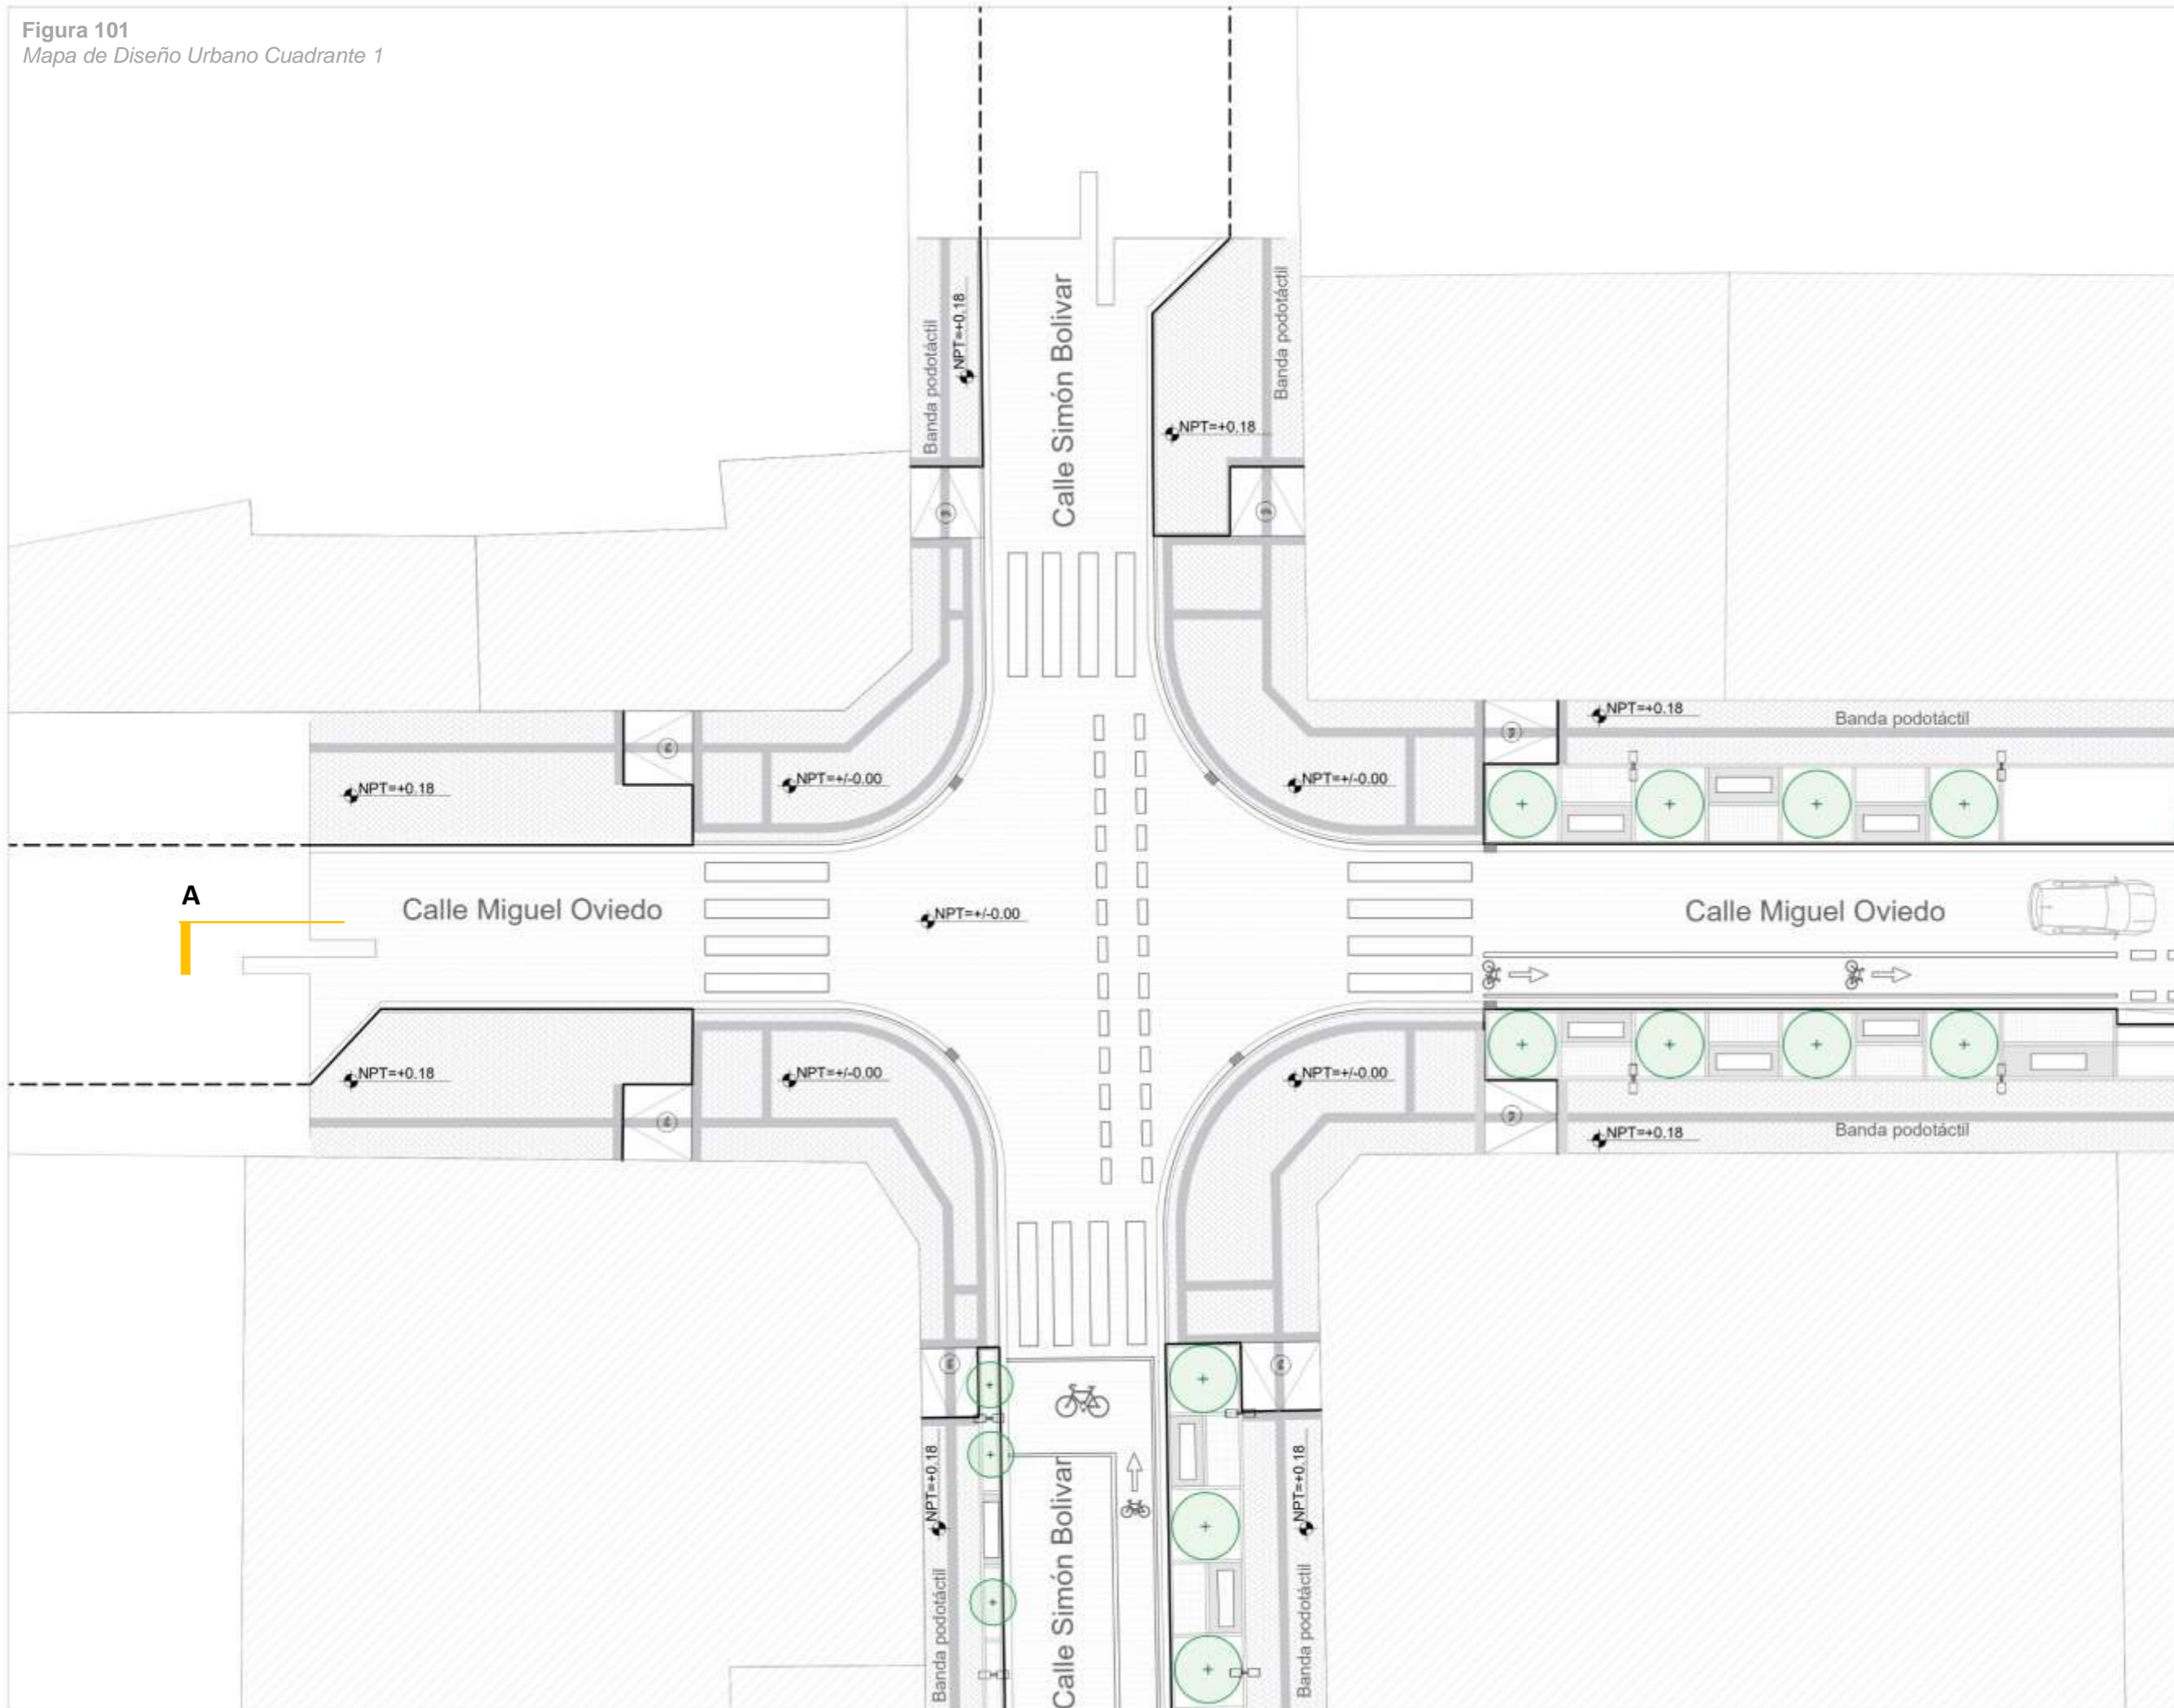 Figura 101
Mapa de Diseño Urbano Cuadrante 1
Banda podotáctil
NPT=+0.18
Calle Simón Bolivar
Banda podotáctil
NPT=+0.18
NPT=+0.18
Banda podotáctil
NPT=+0.18
NPT=+/-0.00
NPT=+/-0.00
A
Calle Miguel Oviedo
NPT=+/-0.00
Calle Miguel Oviedo
NPT=+0.18
NPT=+/-0.00
NPT=+/-0.00
NPT=+0.18
Banda podotáctil
NPT=+0.18
Banda podotáctil
Calle Simón Bolivar
NPT=+0.18
Banda podotáctil